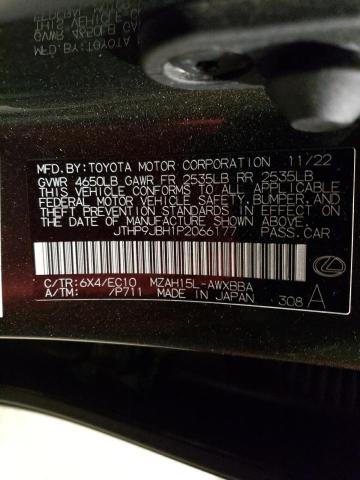 MFD.BY:TOYOTA MOTOR CORPORATION 11/22
GVWR 4650LB GAWR FR 2535LB RR 2535LB
THIS VEHICLE CONFORMS TO ALL APPLICABLE
FEDERAL MOTOR VEHICLE SAFETY,BUMPER,AND
THEFT PREVENTION STANDARDS IN EFFECT ON
THE DATE OF MANUFACTURE SHOWN ABOVE.
JTHP9JBH1P2066177 PASS.CAR
C/TR:6X4/EC10 MZAH15L-AWXBBA
A/TM: /P711 MADE IN JAPAN 308 A